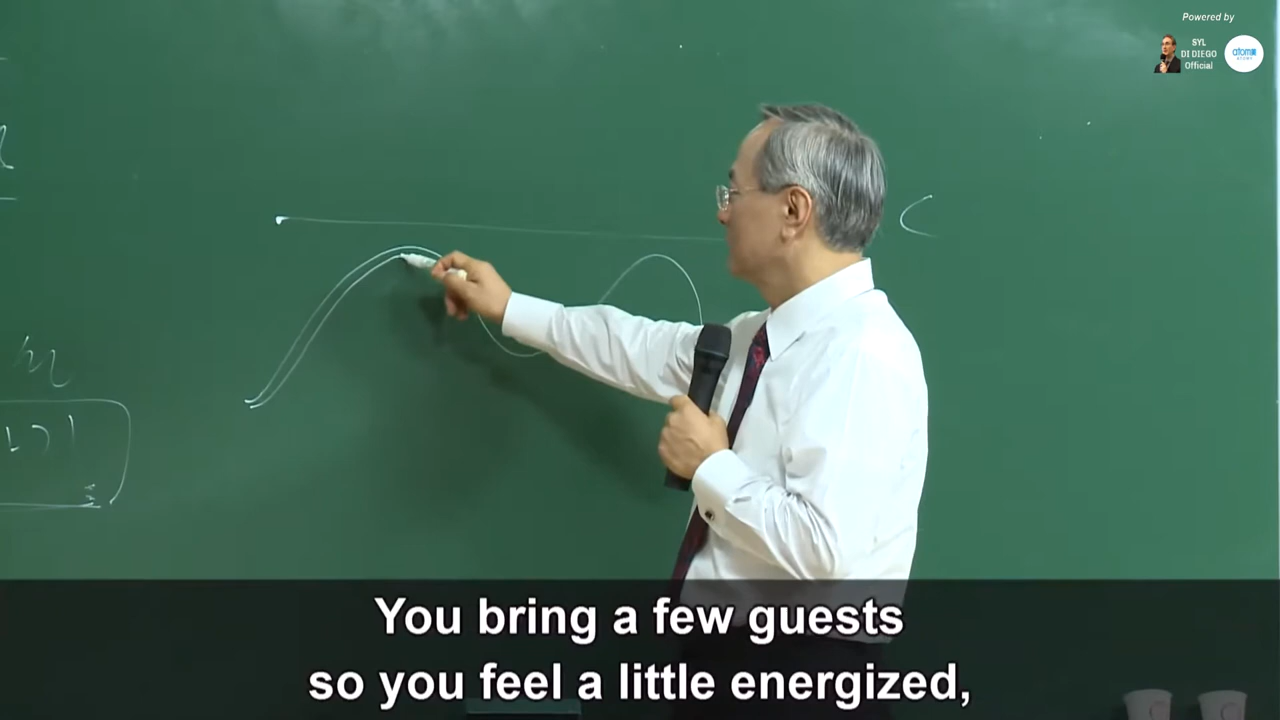 Powered by
SYL
DI DIEGO
Official
atomy
You bring a few guests
so you feel a little energized,